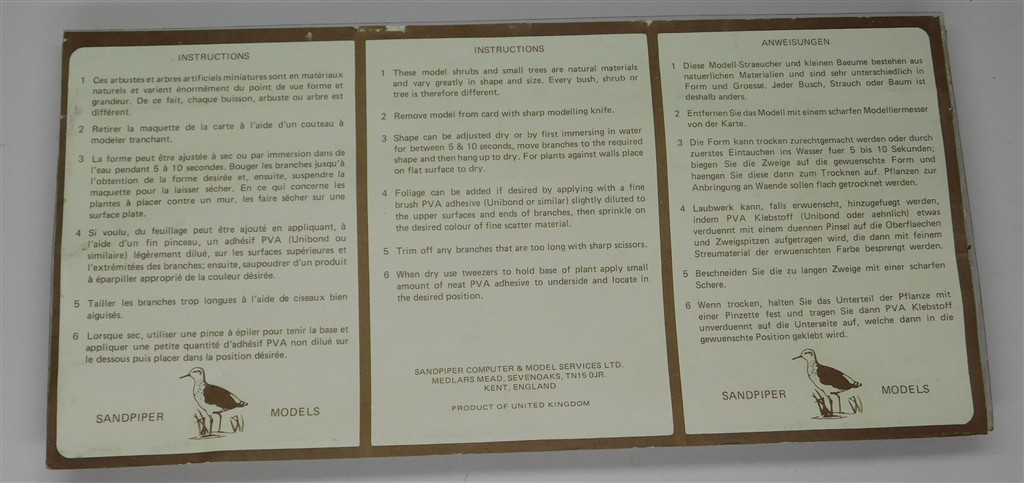 INSTRUCTIONS
1 Ces arbustes et arbres artificiels miniatures sont en matériaux
naturels et varient énormément du point de vue forme et
grandeur. De ce fait, chaque buisson, arbuste ou arbre est
différent.
2 Retirer la maquette de la carte à l'aide d'un couteau à
modeler tranchant.
3 La forme peut être ajustée à sec ou par immersion dans de
l'eau pendant 5 à 10 secondes. Bouger les branches jusqu'à
l'obtention de la forme desirée et, ensuite, suspendre la
maquette pour la laisser sécher. En ce qui concerne les
plantes à placer contre un mur, les faire sécher sur une
surface plate.
4 Si voulu, du feuillage peut être ajouté en appliquant, à
l'aide d'un fin pinceau, un adhésif PVA (Unibond ou
similaire) légèrement dilué, sur les surfaces supérieures et
l'extrémitées des branches; ensuite, saupoudrer d'un produit
à éparpiller approprié de la couleur désirée.
5 Tailler les branches trop longues à l'aide de ciseaux bien
aiguisés.
6 Lorsque sec, utiliser une pince à épiler pour tenir la base et
appliquer une petite quantité d'adhésif PVA non dilué sur
le dessous puis placer dans la position désirée.
SANDPIPER MODELS
INSTRUCTIONS
1 These model shrubs and small trees are natural materials
and vary greatly in shape and size. Every bush, shrub or
tree is therefore different.
2 Remove model from card with sharp modelling knife.
3 Shape can be adjusted dry or by first immersing in water
for between 5 & 10 seconds, move branches to the required
shape and then hang up to dry. For plants against walls place
on flat surface to dry.
4 Foliage can be added if desired by applying with a fine
brush PVA adhesive (Unibond or similar) slightly diluted to
the upper surfaces and ends of branches, then sprinkle on
the desired colour of fine scatter material.
5 Trim off any branches that are too long with sharp scissors.
6 When dry use tweezers to hold base of plant apply small
amount of neat PVA adhesive to underside and locate in
the desired position.
SANDPIPER COMPUTER & MODEL SERVICES LTD.
MEDLARS MEAD, SEVENOAKS, TN15 0JR.
KENT, ENGLAND
PRODUCT OF UNITED KINGDOM
ANWEISUNGEN
1 Diese Modell-Straeucher und kleinen Baeume bestehen aus
natuerlichen Materialien und sind sehr unterschiedlich in
Form und Groesse. Jeder Busch, Strauch oder Baum ist
deshalb anders.
2 Entfernen Sie das Modell mit einem scharfen Modelliermesser
von der Karte.
3 Die Form kann trocken zurechtgemacht werden oder durch
zuerstes Eintauchen ins Wasser fuer 5 bis 10 Sekunden;
biegen Sie die Zweige auf die gewuenschte Form und
haengen Sie diese dann zum Trocknen auf. Pflanzen zur
Anbringung an Waende sollen flach getrocknet werden.
4 Laubwerk kann, falls erwuenscht, hinzugefuegt werden,
indem PVA Klebstoff (Unibond oder aehnlich) etwas
verduennt mit einem duennen Pinsel auf die Oberflaechen
und Zweigspitzen aufgetragen wird, die dann mit feinem
Streumaterial der erwuenschten Farbe besprengt werden.
5 Beschneiden Sie die zu langen Zweige mit einer scharfen
Schere.
6 Wenn trocken, halten Sie das Unterteil der Pflanze mit
einer Pinzette fest und tragen Sie dann PVA Klebstoff
unverduennt auf die Unterseite auf, welche dann in die
gewuenschte Position geklebt wird.
SANDPIPER MODELS